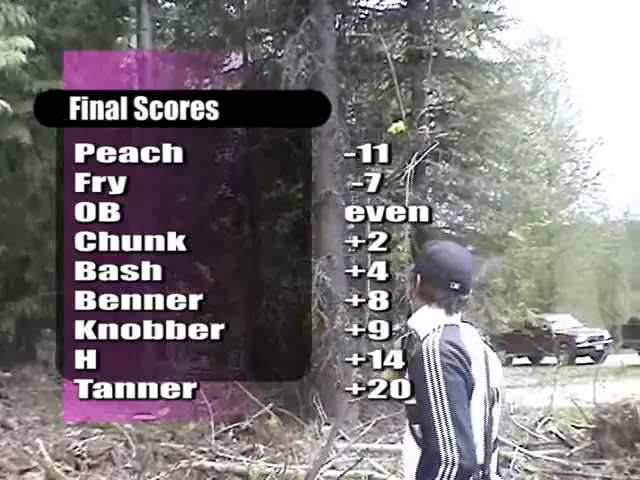 Final Scores
Peach -11
Fry -7
OB even
Chunk +2
Bash +4
Benner +8
Knobber +9
H +14
Tanner +20